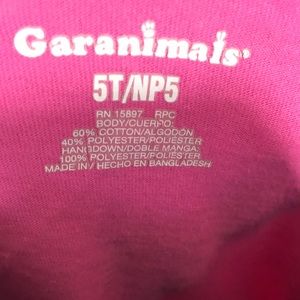 Garanimals
5T/NP5
RN 15897 RPC
BODY/CUERPO:
60% COTTON/ALGODÓN
40% POLYESTER/POLIÉSTER
HANGDOWN/DOBLE MANGA:
100% POLYESTER/POLIÉSTER
MADE IN / HECHO EN BANGLADESH